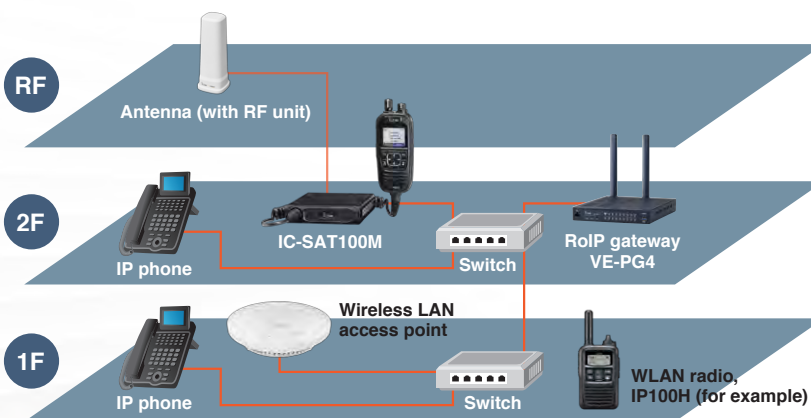 RF
Antenna (with RF unit)
2F
IP phone
IC-SAT100M
Switch
RoIP gateway
VE-PG4
1F
IP phone
Wireless LAN
access point
Switch
WLAN radio,
IP100H (for example)